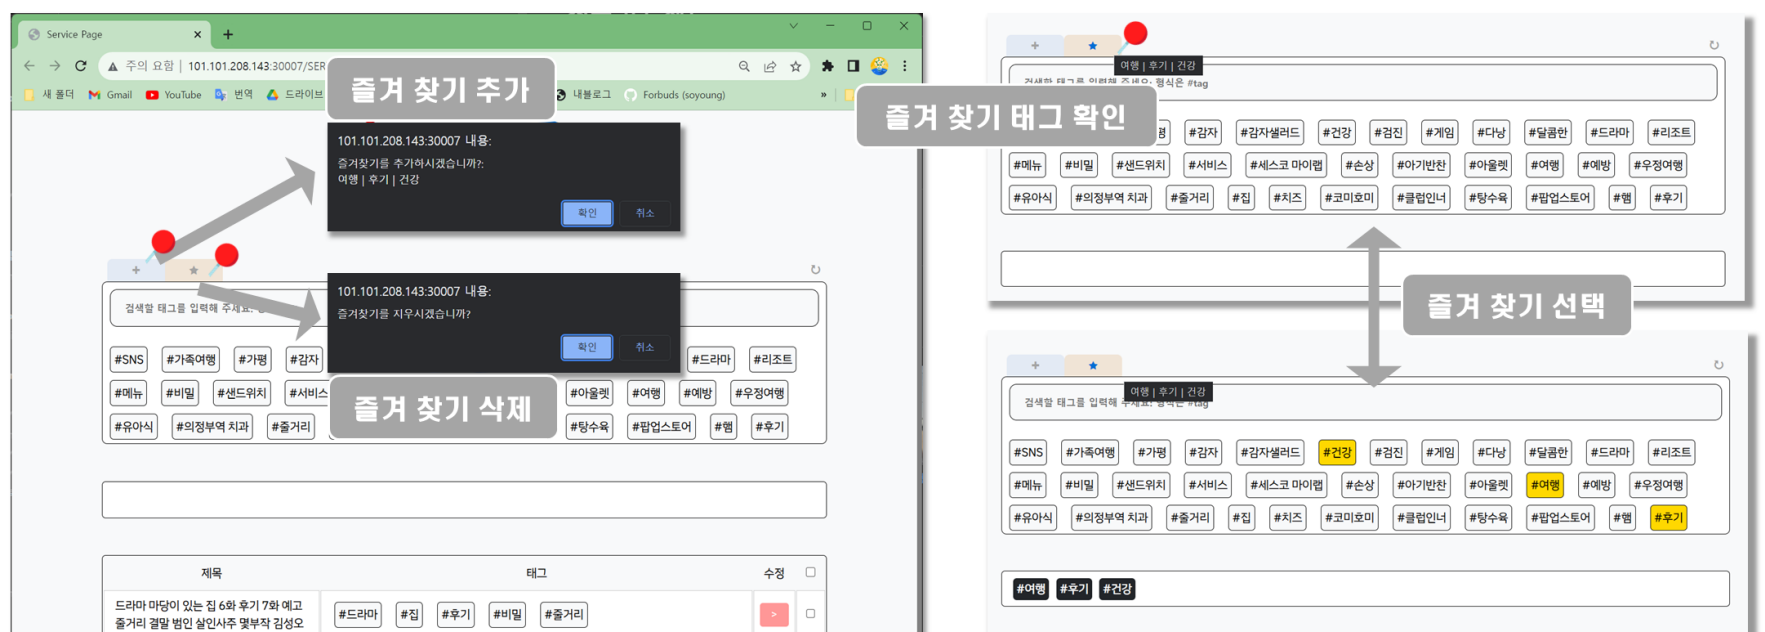 Service Page
주의 요함 | 101.101.208.143:30007/SER
새 폴더 Gmail YouTube 번역 드라이브 내블로그 Forbuds (soyoung) »
즐겨 찾기 추가
101.101.208.143:30007 내용:
즐겨찾기를 추가하시겠습니까?:
여행 | 후기 | 건강
확인 취소
101.101.208.143:30007 내용:
즐겨찾기를 지우시겠습니까?
확인 취소
즐겨 찾기 삭제
검색할 태그를 입력해 주세요:
#SNS #가족여행 #가평 #감자 #드라마 #리조트
#메뉴 #비밀 #샌드위치 #서비스 #아울렛 #여행 #예방 #우정여행
#유아식 #의정부역 치과 #줄거리 #탕수육 #팝업스토어 #햄 #후기
제목 태그 수정
드라마 마당이 있는 집 6화 후기 7화 예고
줄거리 결말 범인 살인사주 몇부작 김성오
#드라마 #집 #후기 #비밀 #줄거리 >
여행 | 후기 | 건강
검색할 태그를 입력해 주세요: 형식은 #tag
즐겨 찾기 태그 확인
#감자 #감자샐러드 #건강 #검진 #게임 #다낭 #달콤한 #드라마 #리조트
#메뉴 #비밀 #샌드위치 #서비스 #세스코 마이랩 #손상 #아기반찬 #아울렛 #여행 #예방 #우정여행
#유아식 #의정부역 치과 #줄거리 #집 #치즈 #코미호미 #클럽인너 #탕수육 #팝업스토어 #햄 #후기
즐겨 찾기 선택
여행 | 후기 | 건강
검색할 태그를 입력해 주세요: 형식은 #tag
#SNS #가족여행 #가평 #감자 #감자샐러드 #건강 #검진 #게임 #다낭 #달콤한 #드라마 #리조트
#메뉴 #비밀 #샌드위치 #서비스 #세스코 마이랩 #손상 #아기반찬 #아울렛 #여행 #예방 #우정여행
#유아식 #의정부역 치과 #줄거리 #집 #치즈 #코미호미 #클럽인너 #탕수육 #팝업스토어 #햄 #후기
#여행 #후기 #건강